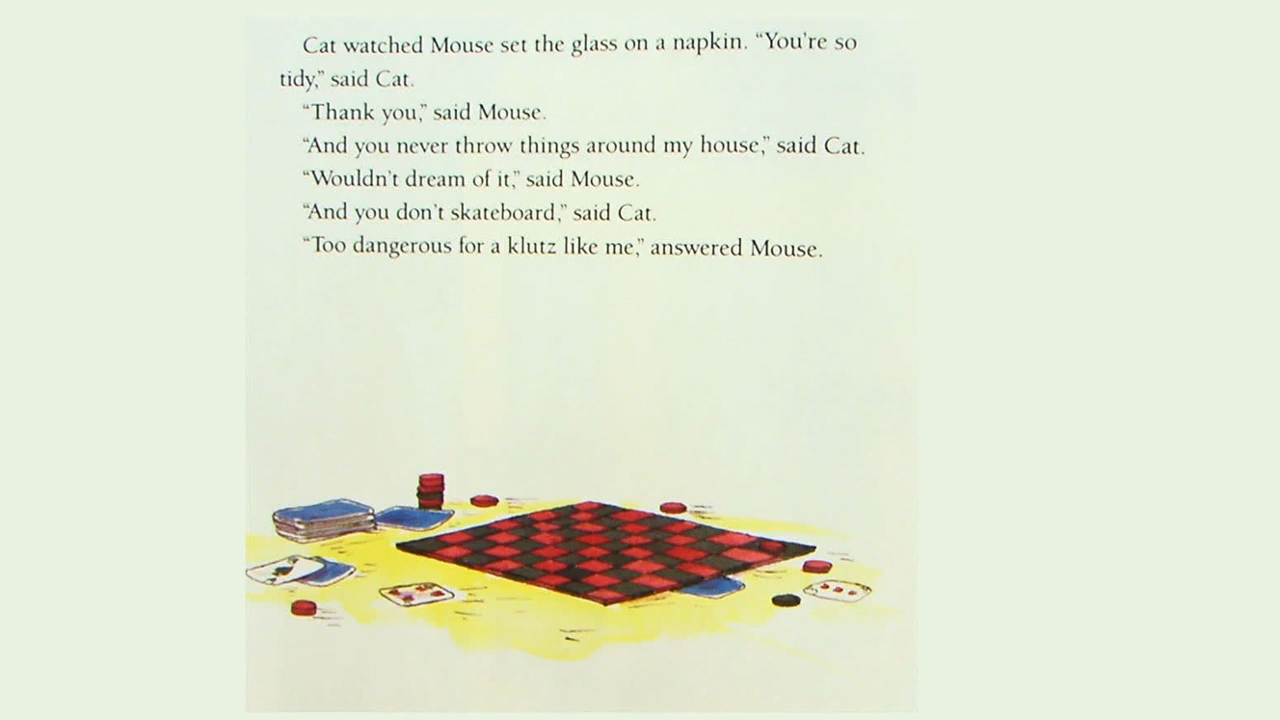 Cat watched Mouse set the glass on a napkin. “You’re so
tidy,” said Cat.
“Thank you,” said Mouse.
“And you never throw things around my house,” said Cat.
“Wouldn’t dream of it,” said Mouse.
“And you don’t skateboard,” said Cat.
“Too dangerous for a klutz like me,” answered Mouse.